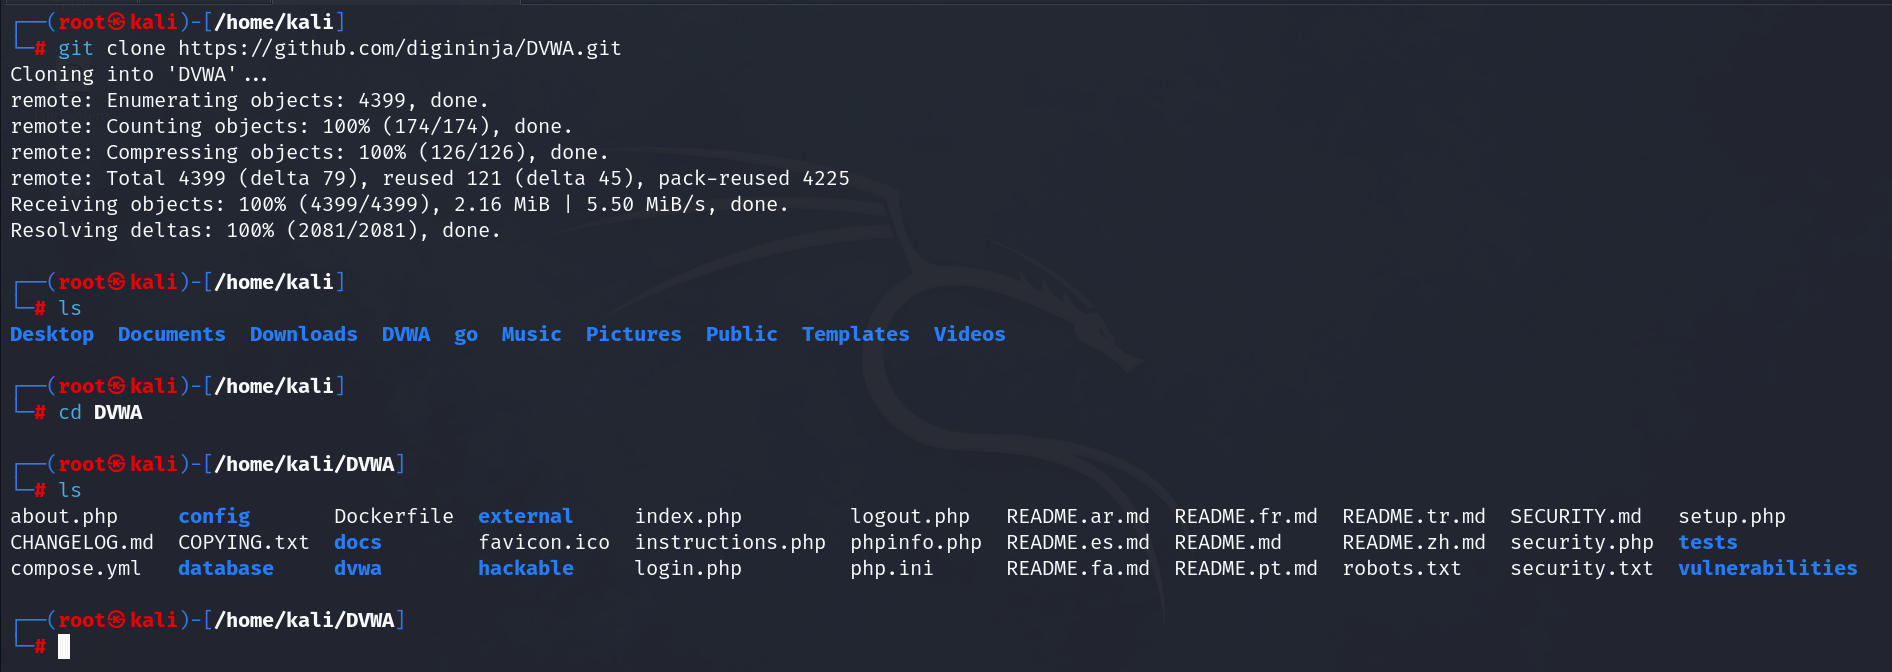 ┌──(root㉿kali)-[/home/kali]
└─# git clone https://github.com/digininja/DVWA.git
Cloning into 'DVWA'...
remote: Enumerating objects: 4399, done.
remote: Counting objects: 100% (174/174), done.
remote: Compressing objects: 100% (126/126), done.
remote: Total 4399 (delta 79), reused 121 (delta 45), pack-reused 4225
Receiving objects: 100% (4399/4399), 2.16 MiB | 5.50 MiB/s, done.
Resolving deltas: 100% (2081/2081), done.
┌──(root㉿kali)-[/home/kali]
└─# ls
Desktop Documents Downloads DVWA go Music Pictures Public Templates Videos
┌──(root㉿kali)-[/home/kali]
└─# cd DVWA
┌──(root㉿kali)-[/home/kali/DVWA]
└─# ls
about.php config Dockerfile external index.php logout.php README.ar.md README.fr.md README.tr.md SECURITY.md setup.php
CHANGELOG.md COPYING.txt docs favicon.ico instructions.php phpinfo.php README.es.md README.md README.zh.md security.php tests
compose.yml database dvwa hackable login.php php.ini README.fa.md README.pt.md robots.txt security.txt vulnerabilities
┌──(root㉿kali)-[/home/kali/DVWA]
└─#